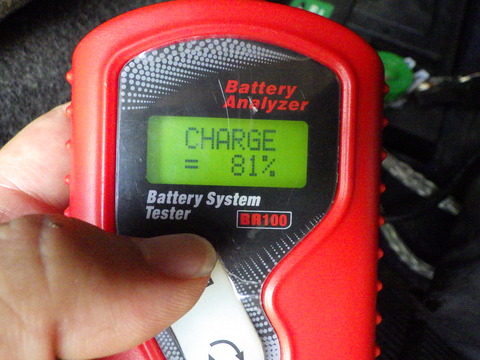 Battery
Analyzer
CHARGE
= 81%
Battery System
Tester
BR100